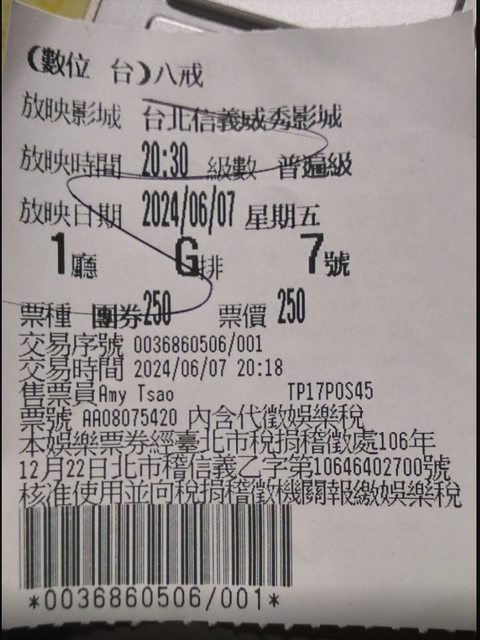 (數位 台)八戒
放映影城 台北信義威秀影城
放映時間 20:30 級數 普遍級
放映日期 2024/06/07 星期五
1廳 G排 7號
票種 團券250 票價 250
交易序號 0036860506/001
交易時間 2024/06/07 20:18
售票員Amy Tsao TP17POS45
票號 AA08075420 內含代徵娛樂稅
本娛樂票券經臺北市稅捐稽徵處106年
12月22日北市稽信義乙字第10646402700號
核准使用並向稅捐稽徵機關報繳娛樂稅
*0036860506/001*